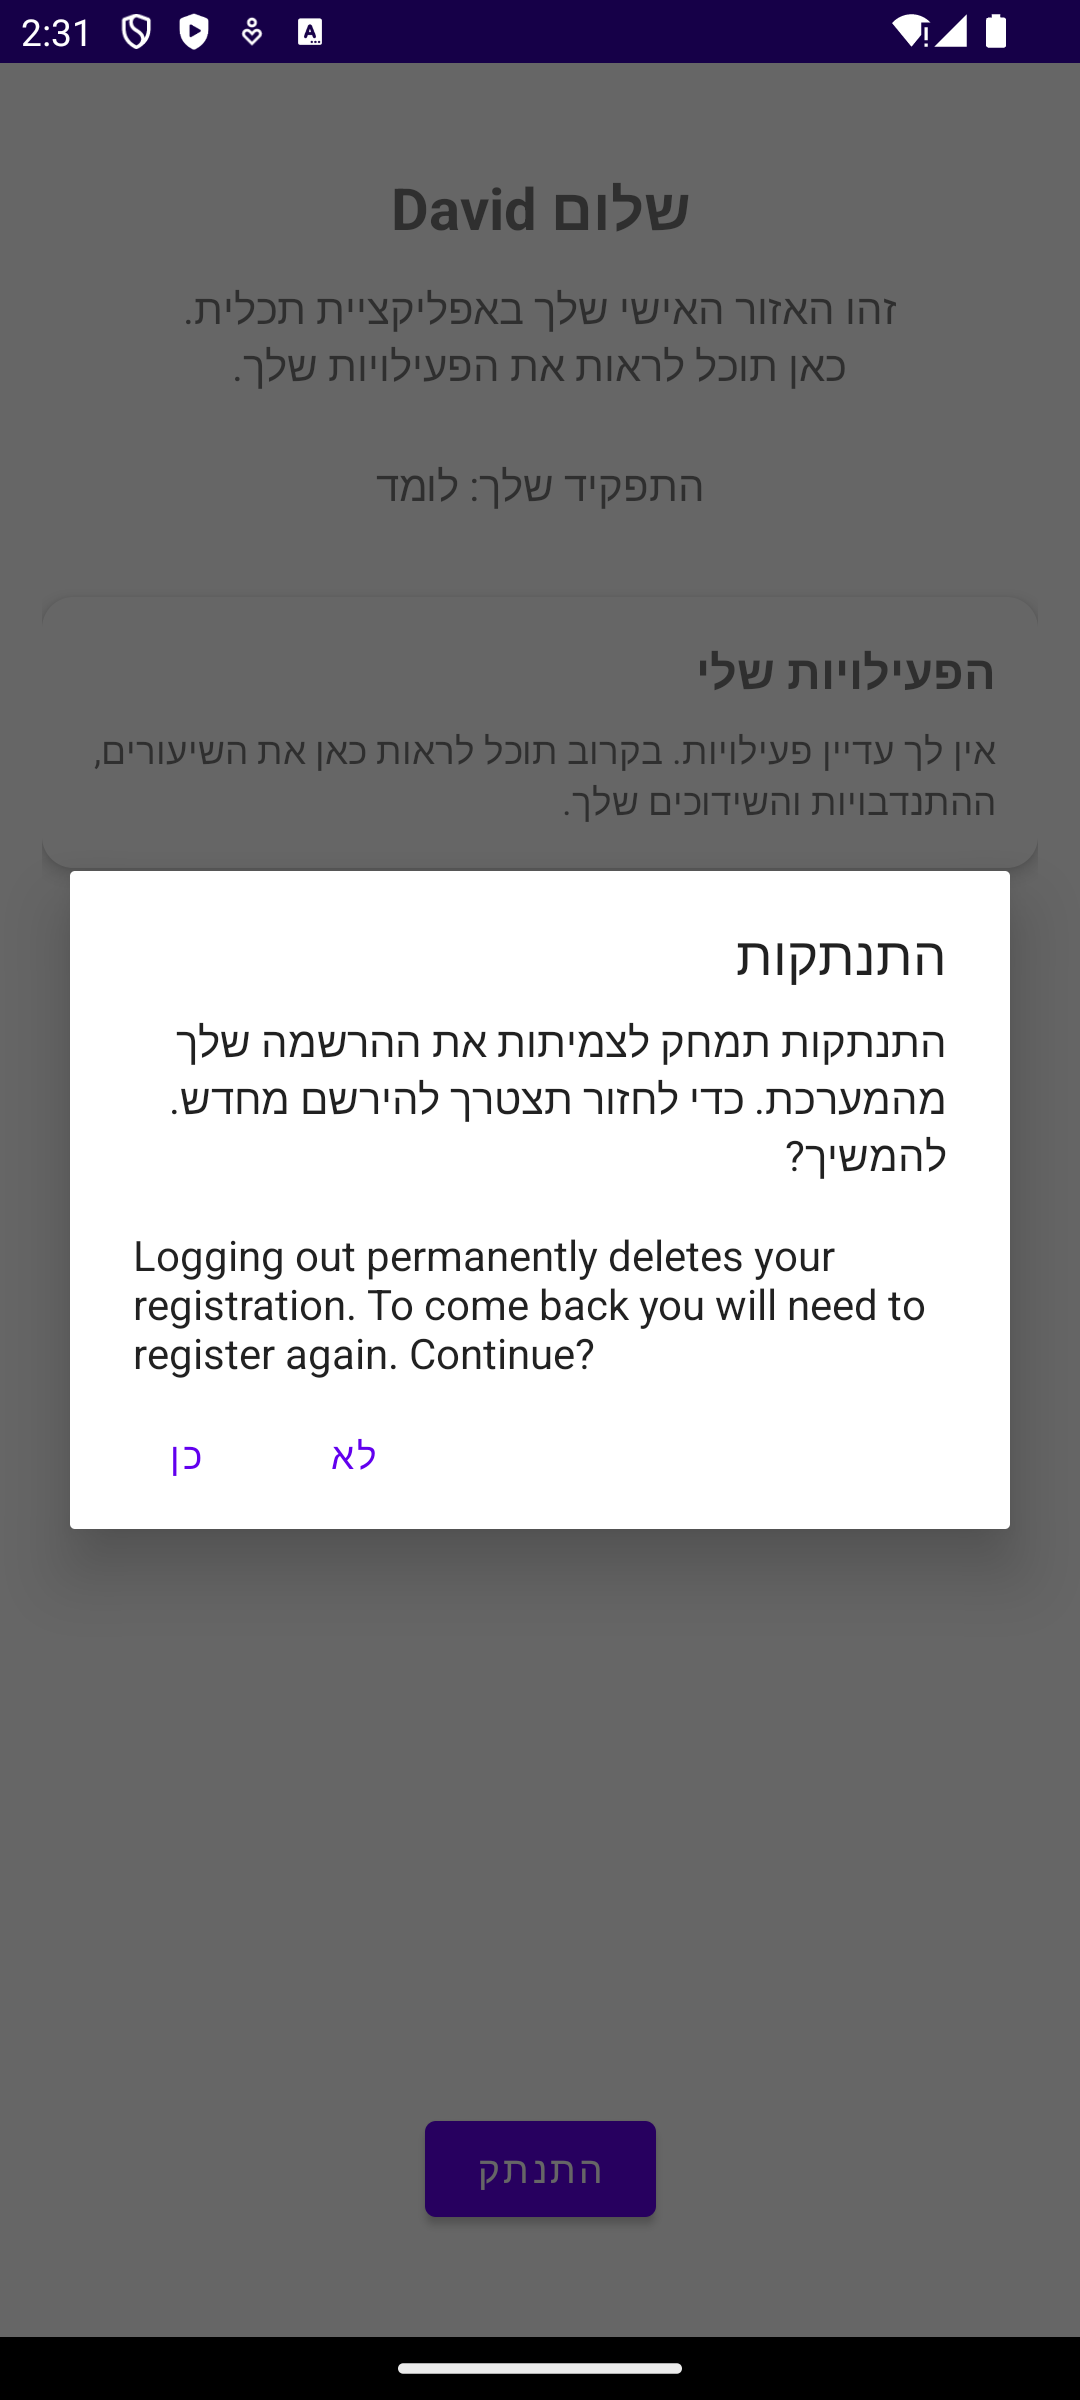 2:31
שלום David
זהו האזור האישי שלך באפליקציית תכלית.
כאן תוכל לראות את הפעילויות שלך.
התפקיד שלך: לומד
הפעילויות שלי
אין לך עדיין פעילויות. בקרוב תוכל לראות כאן את השיעורים,
ההתנדבויות והשידוכים שלך.
התנתקות
התנתקות תמחק לצמיתות את ההרשמה שלך
מהמערכת. כדי לחזור תצטרך להירשם מחדש.
להמשיך?
Logging out permanently deletes your
registration. To come back you will need to
register again. Continue?
לא
כן
התנתק